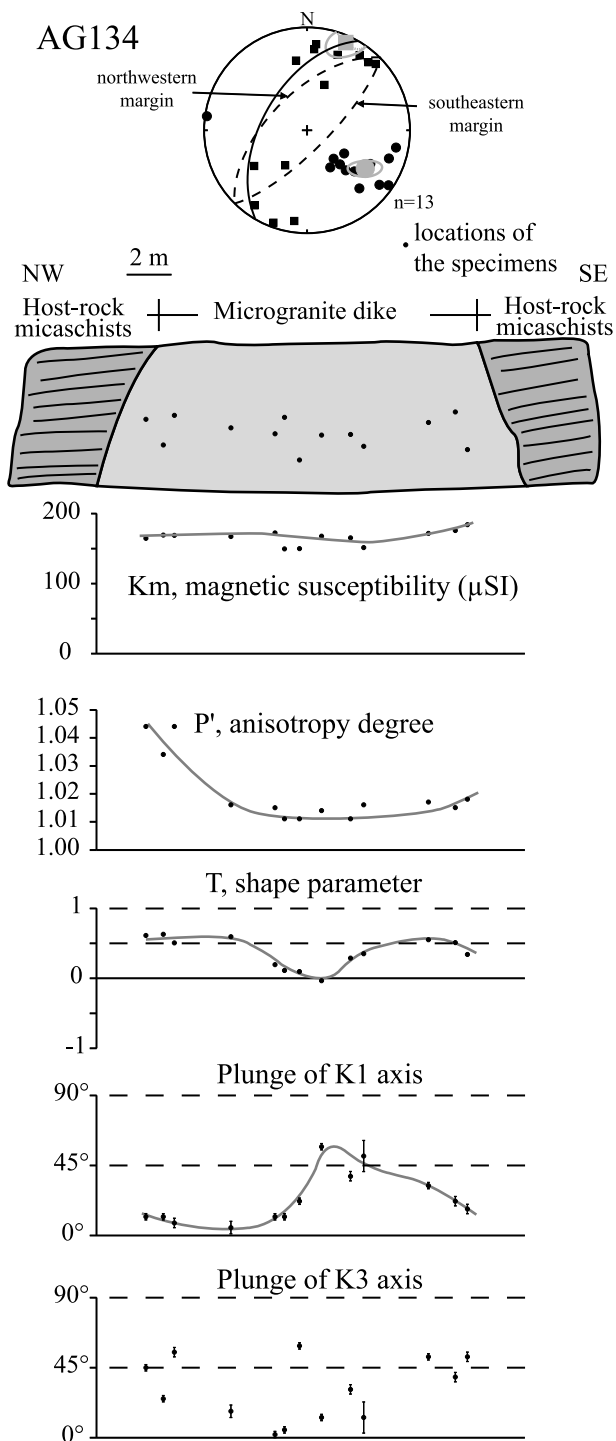 AG134
N
northwestern
margin
southeastern
margin
n=13
locations of
the specimens
NW
2 m
SE
Host-rock
micaschists
Microgranite dike
Host-rock
micaschists
200
100
0
Km, magnetic susceptibility (µSI)
1.05
1.04
1.03
1.02
1.01
1.00
P', anisotropy degree
T, shape parameter
1
0
-1
Plunge of K1 axis
90°
45°
0°
Plunge of K3 axis
90°
45°
0°